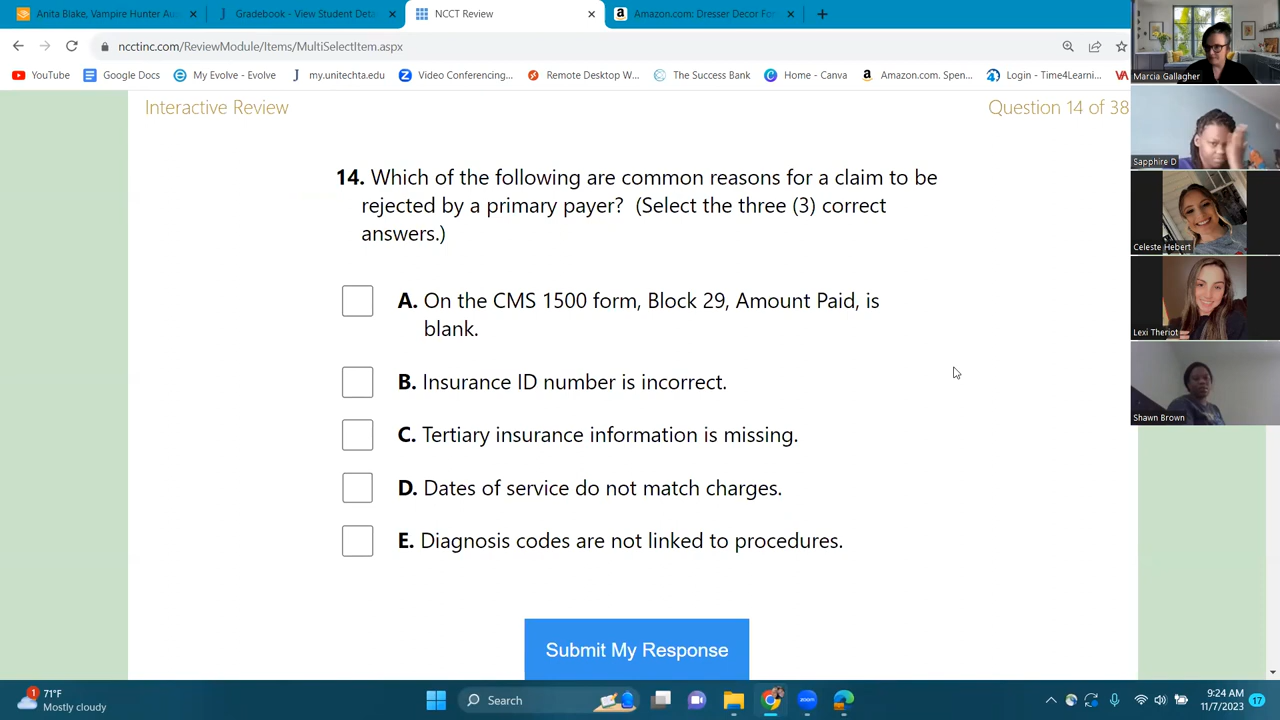 Anita Blake, Vampire Hunter Au
Gradebook - View Student Det
NCCT Review
Amazon.com: Dresser Decor For
ncctinc.com/ReviewModule/Items/MultiSelectItem.aspx
YouTube
Google Docs
My Evolve - Evolve
my.unitechta.edu
Video Conferencing...
Remote Desktop W...
The Success Bank
Home - Canva
Amazon.com. Spen...
Login - Time4Learni...
VA
Interactive Review
Question 14 of 38
14. Which of the following are common reasons for a claim to be
rejected by a primary payer? (Select the three (3) correct
answers.)
A. On the CMS 1500 form, Block 29, Amount Paid, is
blank.
B. Insurance ID number is incorrect.
C. Tertiary insurance information is missing.
D. Dates of service do not match charges.
E. Diagnosis codes are not linked to procedures.
Submit My Response
Marcia Gallagher
Sapphire D
Celeste Hebert
Lexi Theriot
Shawn Brown
1
71°F
Mostly cloudy
Search
9:24 AM
11/7/2023
17